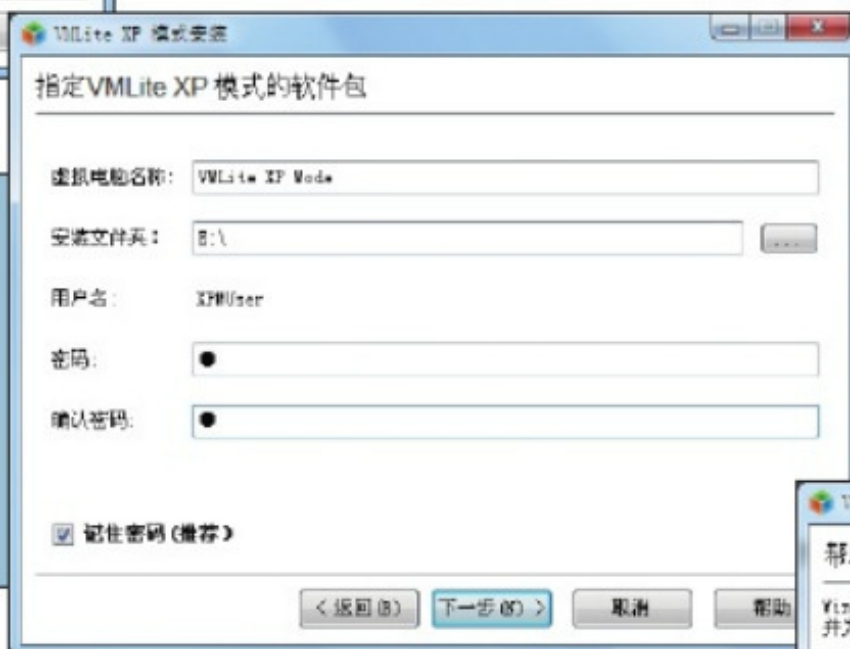 VMLite XP 模式安装
指定VMLite XP 模式的软件包
虚拟电脑名称: VMLite XP Mode
安装文件夹: E:\ ...
用户名: XPMUser
密码: ●
确认密码: ●
记住密码(推荐)
< 返回(B) 下一步(N) > 取消 帮助